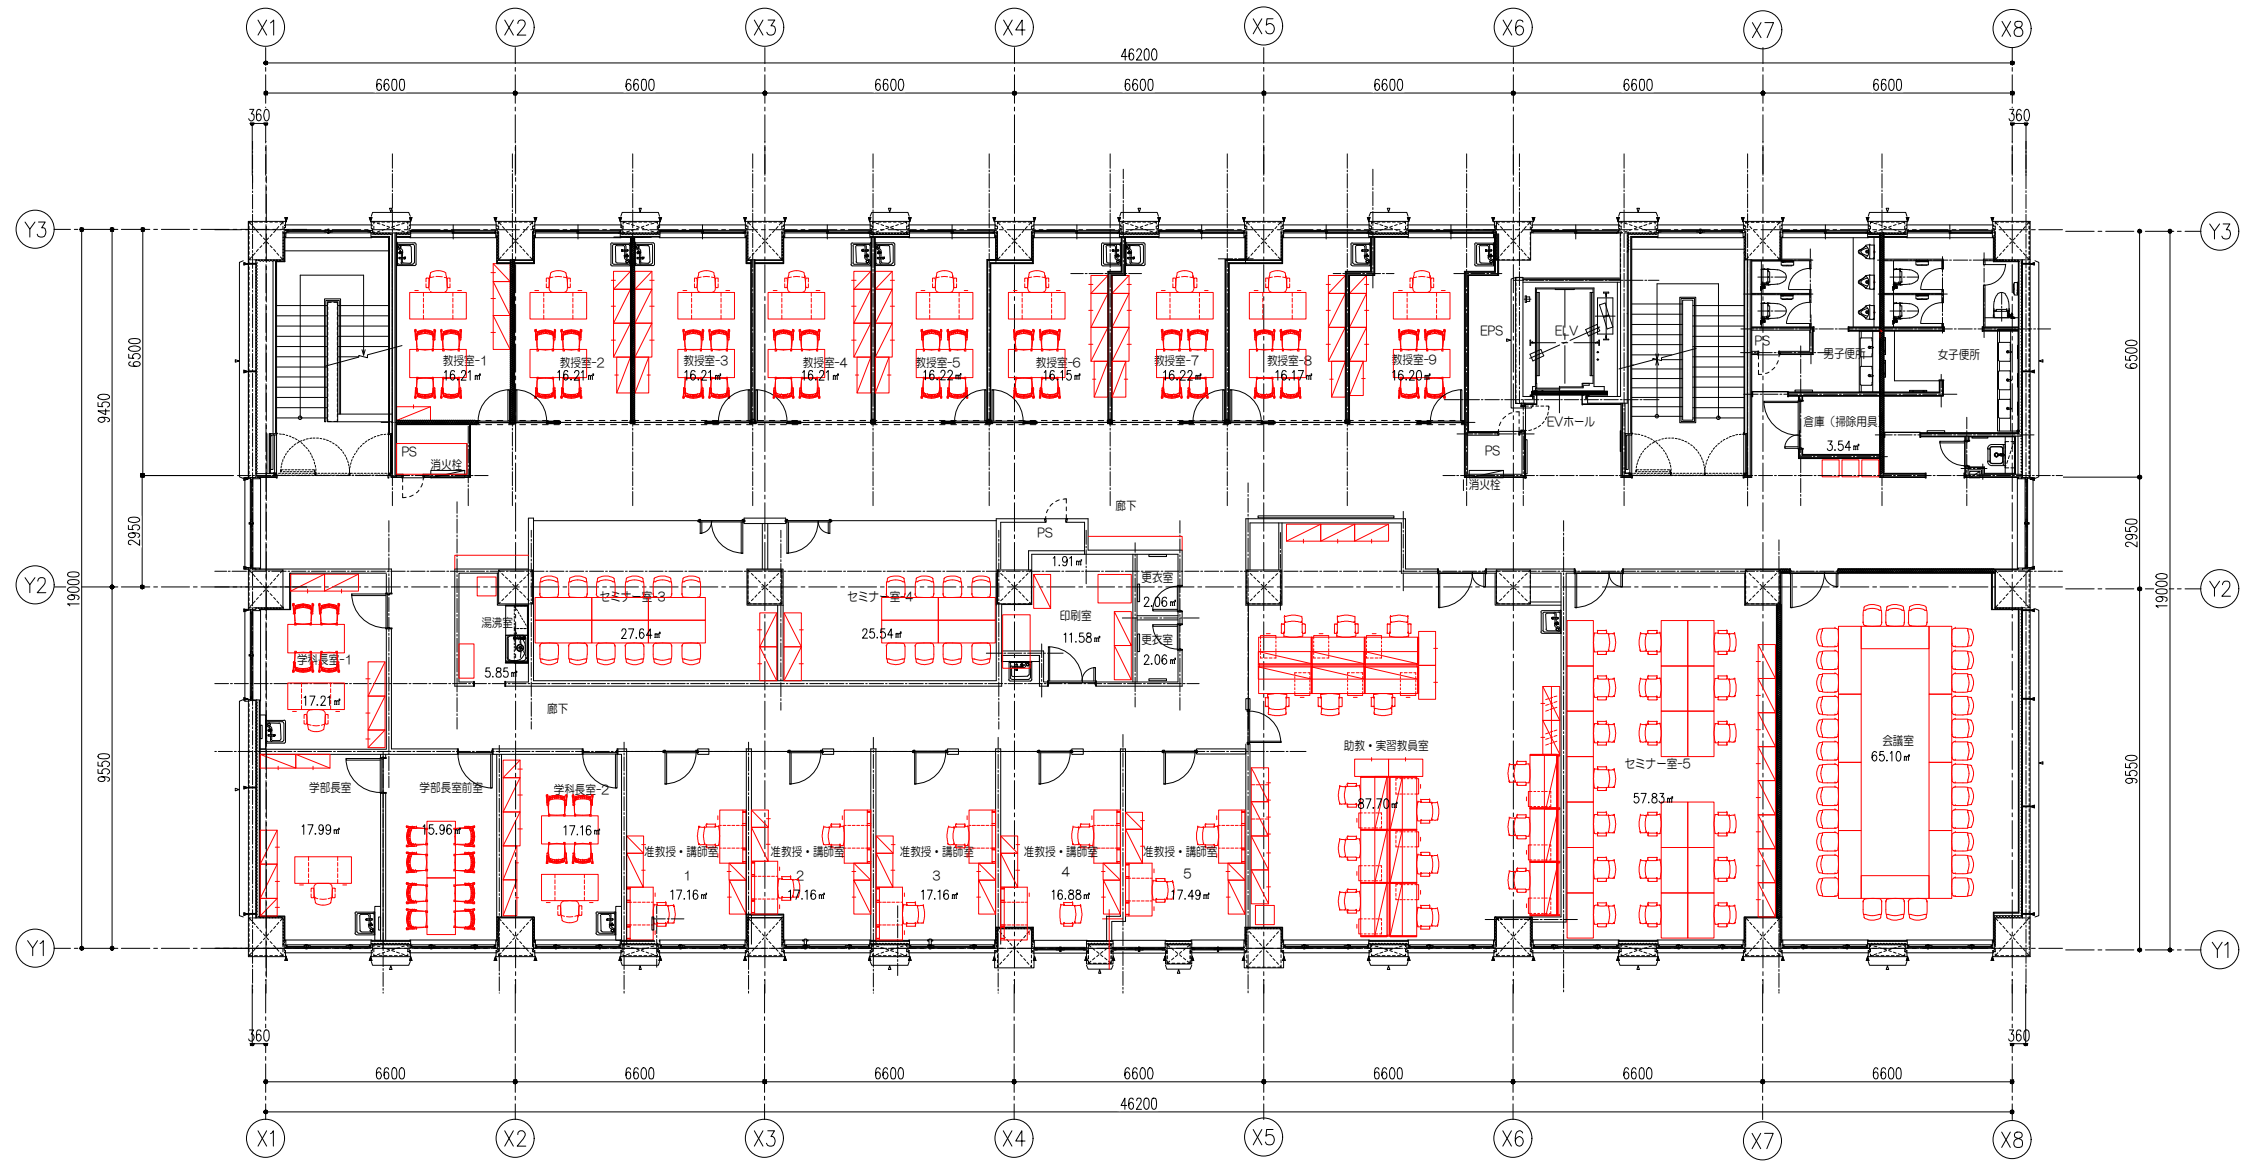 X1 X2 X3 X4 X5 X6 X7 X8
46200
6600 6600 6600 6600 6600 6600 6600
360 360
Y3 Y3
6500 9450 2950 19000 9550
6500 2950 19000 9550
Y2 Y2
Y1 Y1
教授室-1
16.21㎡
教授室-2
16.21㎡
教授室-3
16.21㎡
教授室-4
16.21㎡
教授室-5
16.22㎡
教授室-6
16.15㎡
教授室-7
16.22㎡
教授室-8
16.17㎡
教授室-9
16.20㎡
EPS
ELV
EVホール
PS
男子便所
女子便所
倉庫（掃除用具
3.54㎡
PS
消火栓
PS
消火栓
廊下
PS
1.91㎡
更衣室
2.06㎡
更衣室
2.06㎡
印刷室
11.58㎡
セミナー室-3
27.64㎡
セミナー室-4
25.54㎡
湯沸室
5.85㎡
学科長室-1
17.21㎡
廊下
学部長室
17.99㎡
学部長室前室
15.96㎡
学科長室-2
17.16㎡
准教授・講師室
1
17.16㎡
准教授・講師室
2
17.16㎡
准教授・講師室
3
17.16㎡
准教授・講師室
4
16.88㎡
准教授・講師室
5
17.49㎡
助教・実習教員室
87.70㎡
セミナー室-5
57.83㎡
会議室
65.10㎡
360 360
6600 6600 6600 6600 6600 6600 6600
46200
X1 X2 X3 X4 X5 X6 X7 X8